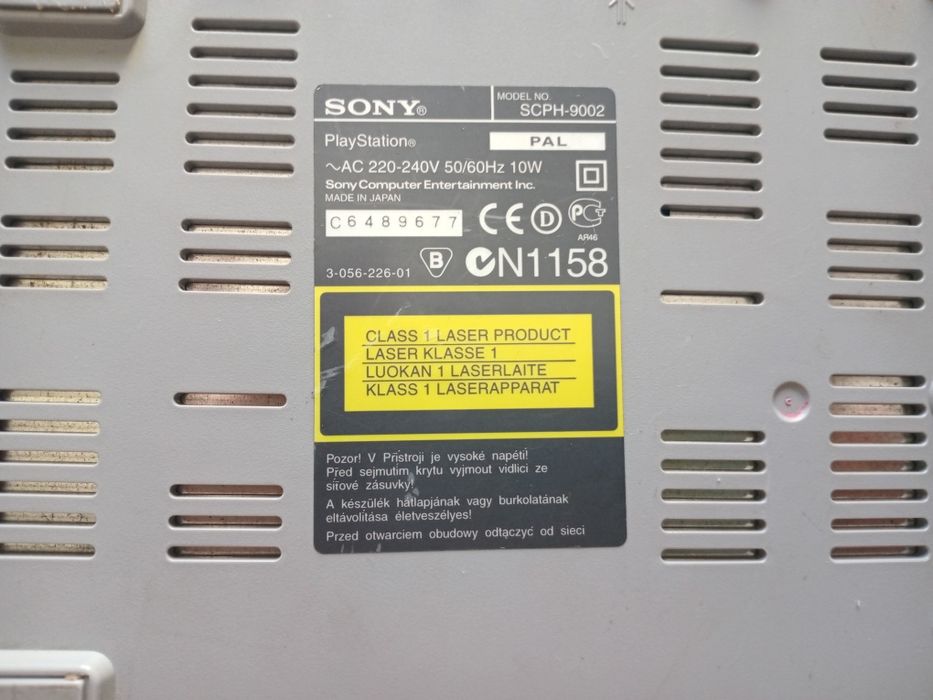 SONY®
MODEL NO.
SCPH-9002
PlayStation®
PAL
~AC 220-240V 50/60Hz 10W
Sony Computer Entertainment Inc.
MADE IN JAPAN
C6489677
CE D PCT
AR46
3-056-226-01
B
N1158
CLASS 1 LASER PRODUCT
LASER KLASSE 1
LUOKAN 1 LASERLAITE
KLASS 1 LASERAPPARAT
Pozor! V Přístroji je vysoké napětí!
Před sejmutím krytu vyjmout vidlici ze
síťové zásuvky!
A készülék hátlapjának vagy burkolatának
eltávolítása életveszélyes!
Przed otwarciem obudowy odłączyć od sieci